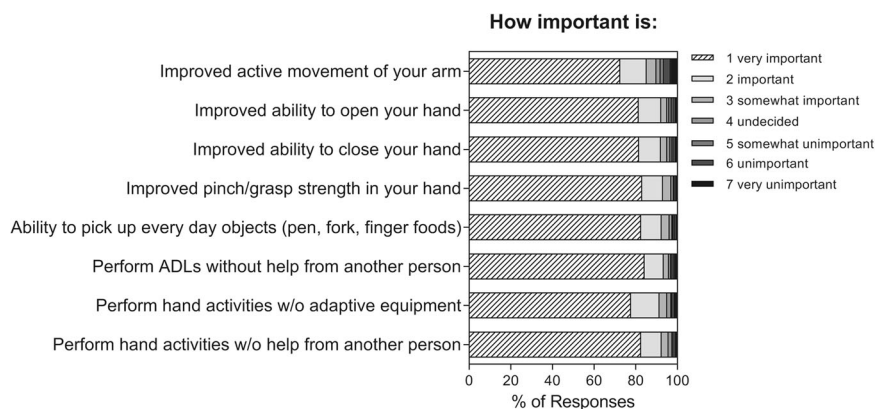 How important is:
Improved active movement of your arm
Improved ability to open your hand
Improved ability to close your hand
Improved pinch/grasp strength in your hand
Ability to pick up every day objects (pen, fork, finger foods)
Perform ADLs without help from another person
Perform hand activities w/o adaptive equipment
Perform hand activities w/o help from another person
0 20 40 60 80 100
% of Responses
1 very important
2 important
3 somewhat important
4 undecided
5 somewhat unimportant
6 unimportant
7 very unimportant